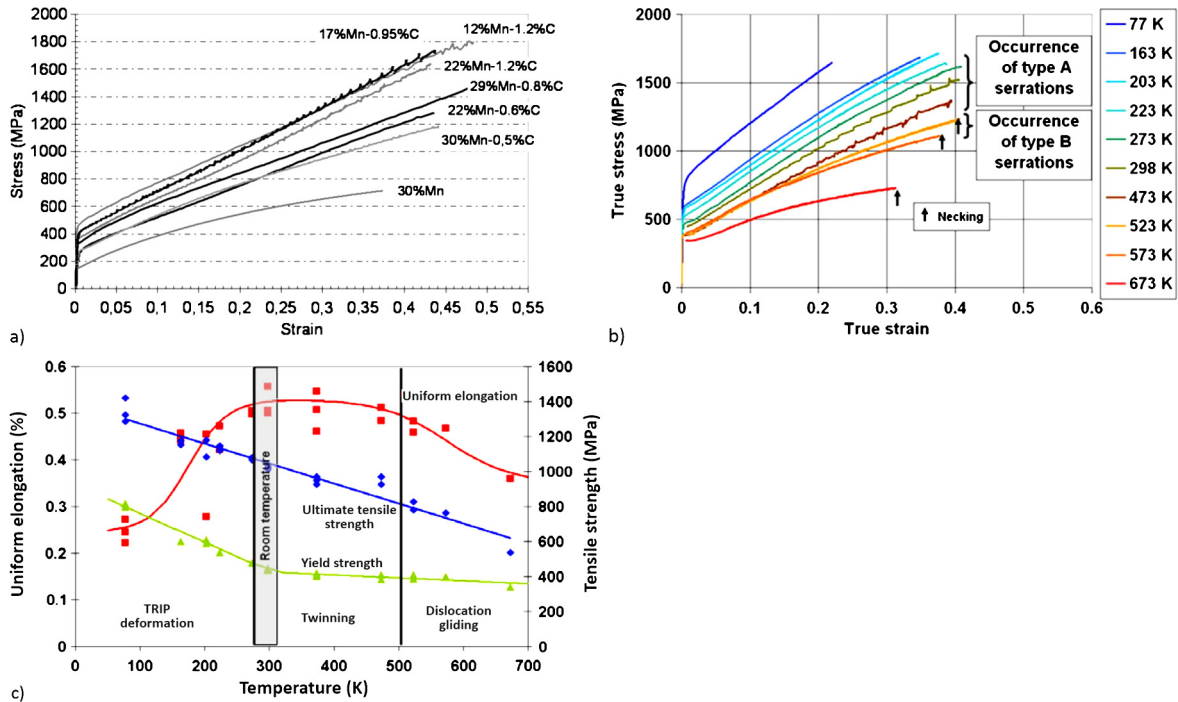 2000
1800
1600
1400
1200
1000
800
600
400
200
0
Stress (MPa)
17%Mn-0.95%C
12%Mn-1.2%C
22%Mn-1.2%C
29%Mn-0.8%C
22%Mn-0.6%C
30%Mn-0,5%C
30%Mn
0
0,05
0,1
0,15
0,2
0,25
0,3
0,35
0,4
0,45
0,5
0,55
Strain
a)
2000
1500
1000
500
0
True stress (MPa)
Occurrence
of type A
serrations
Occurrence
of type B
serrations
Necking
0
0.1
0.2
0.3
0.4
0.5
0.6
True strain
77 K
163 K
203 K
223 K
273 K
298 K
473 K
523 K
573 K
673 K
b)
0.6
0.5
0.4
0.3
0.2
0.1
0
Uniform elongation (%)
Room temperature
Uniform elongation
Ultimate tensile
strength
Yield strength
TRIP
deformation
Twinning
Dislocation
gliding
1600
1400
1200
1000
800
600
400
200
0
Tensile strength (MPa)
0
100
200
300
400
500
600
700
Temperature (K)
c)